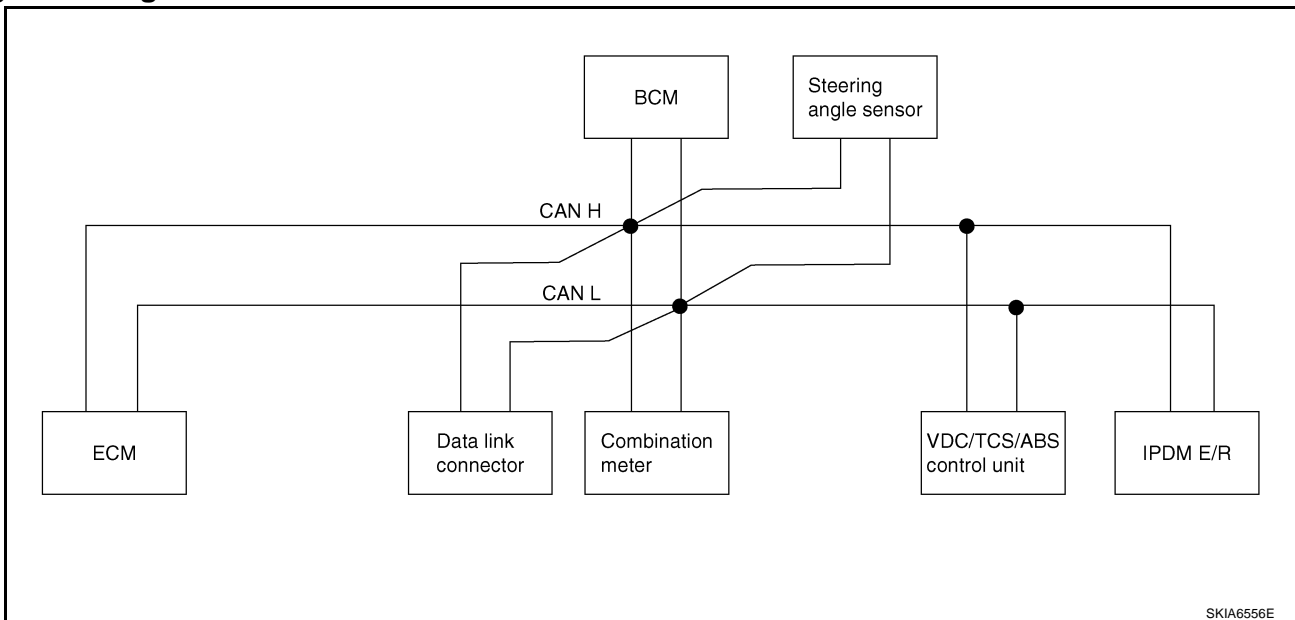 BCM
Steering
angle sensor
CAN H
CAN L
ECM
Data link
connector
Combination
meter
VDC/TCS/ABS
control unit
IPDM E/R
SKIA6556E